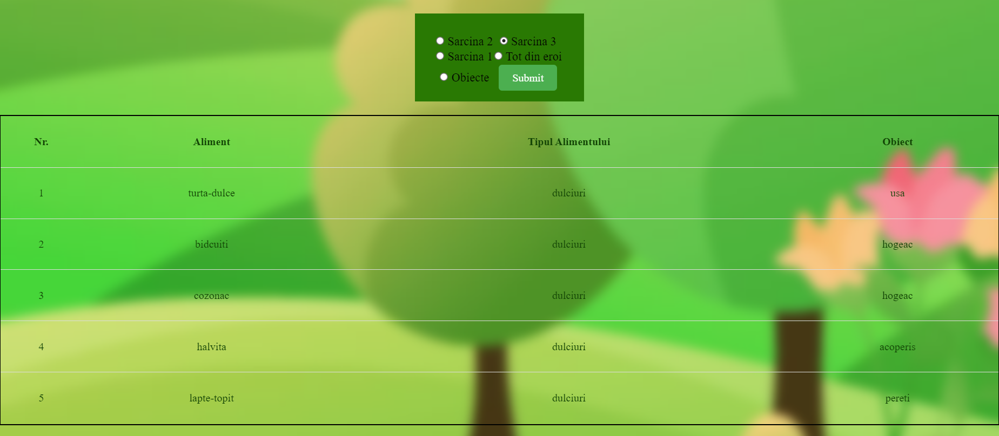 Sarcina 2 Sarcina 3
Sarcina 1 Tot din eroi
Obiecte Submit
Nr. Aliment Tipul Alimentului Obiect
1 turta-dulce dulciuri usa
2 bidcuiti dulciuri hogeac
3 cozonac dulciuri hogeac
4 halvita dulciuri acoperis
5 lapte-topit dulciuri pereti